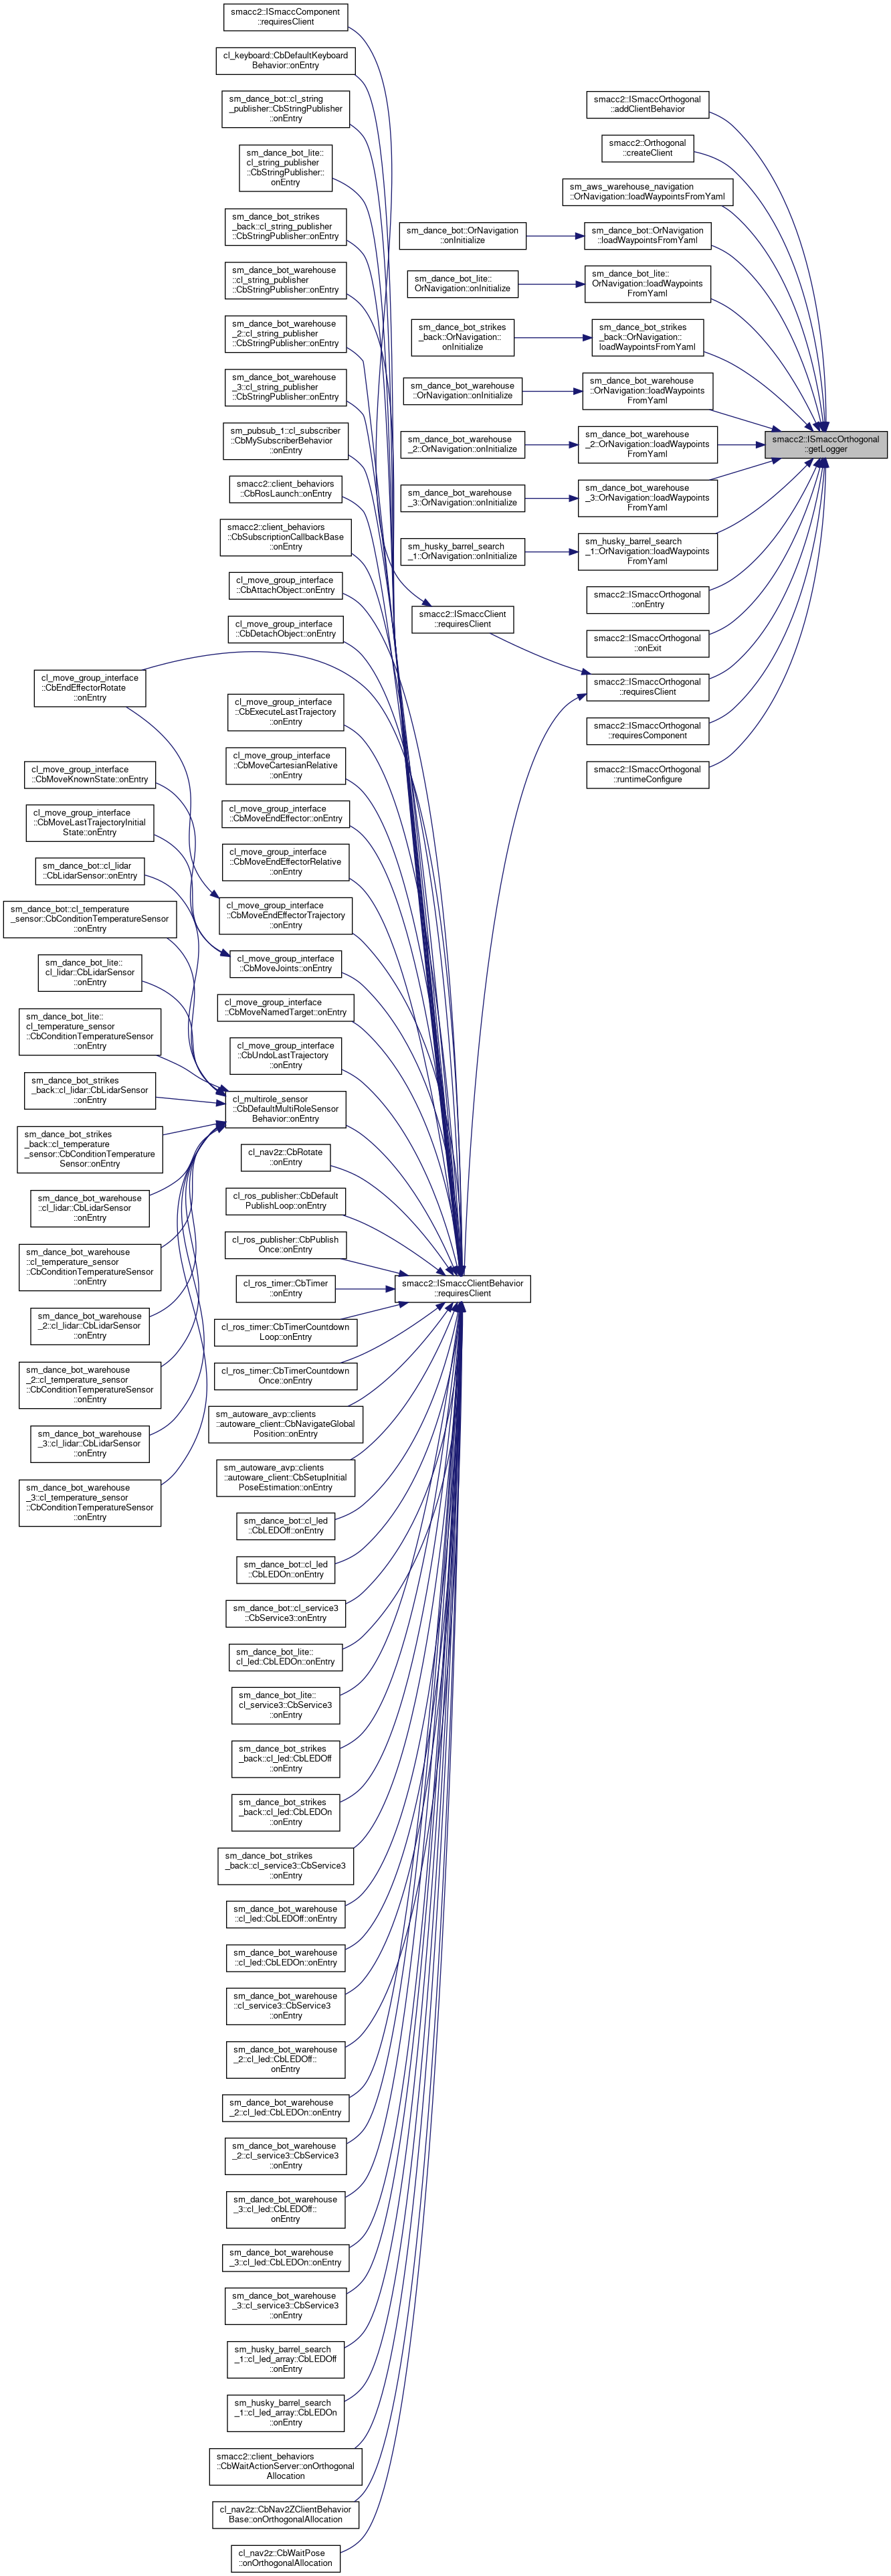 smacc2::ISmaccComponent
::requiresClient
cl_keyboard::CbDefaultKeyboard
Behavior::onEntry
sm_dance_bot::cl_string
_publisher::CbStringPublisher
::onEntry
sm_dance_bot_lite::
cl_string_publisher
::CbStringPublisher::
onEntry
sm_dance_bot_strikes
_back::cl_string_publisher
::CbStringPublisher::onEntry
sm_dance_bot_warehouse
::cl_string_publisher
::CbStringPublisher::onEntry
sm_dance_bot_warehouse
_2::cl_string_publisher
::CbStringPublisher::onEntry
sm_dance_bot_warehouse
_3::cl_string_publisher
::CbStringPublisher::onEntry
sm_pubsub_1::cl_subscriber
::CbMySubscriberBehavior
::onEntry
smacc2::client_behaviors
::CbRosLaunch::onEntry
smacc2::client_behaviors
::CbSubscriptionCallbackBase
::onEntry
cl_move_group_interface
::CbAttachObject::onEntry
cl_move_group_interface
::CbDetachObject::onEntry
cl_move_group_interface
::CbEndEffectorRotate
::onEntry
cl_move_group_interface
::CbExecuteLastTrajectory
::onEntry
cl_move_group_interface
::CbMoveCartesianRelative
::onEntry
cl_move_group_interface
::CbMoveKnownState::onEntry
cl_move_group_interface
::CbMoveEndEffector::onEntry
cl_move_group_interface
::CbMoveLastTrajectoryInitial
State::onEntry
cl_move_group_interface
::CbMoveEndEffectorRelative
::onEntry
sm_dance_bot::cl_lidar
::CbLidarSensor::onEntry
cl_move_group_interface
::CbMoveEndEffectorTrajectory
::onEntry
sm_dance_bot::cl_temperature
_sensor::CbConditionTemperatureSensor
::onEntry
cl_move_group_interface
::CbMoveJoints::onEntry
sm_dance_bot_lite::
cl_lidar::CbLidarSensor
::onEntry
cl_move_group_interface
::CbMoveNamedTarget::onEntry
sm_dance_bot_lite::
cl_temperature_sensor
::CbConditionTemperatureSensor
::onEntry
cl_move_group_interface
::CbUndoLastTrajectory
::onEntry
sm_dance_bot_strikes
_back::cl_lidar::CbLidarSensor
::onEntry
cl_multirole_sensor
::CbDefaultMultiRoleSensor
Behavior::onEntry
sm_dance_bot_strikes
_back::cl_temperature
_sensor::CbConditionTemperature
Sensor::onEntry
cl_nav2z::CbRotate
::onEntry
sm_dance_bot_warehouse
::cl_lidar::CbLidarSensor
::onEntry
cl_ros_publisher::CbDefault
PublishLoop::onEntry
sm_dance_bot_warehouse
::cl_temperature_sensor
::CbConditionTemperatureSensor
::onEntry
cl_ros_publisher::CbPublish
Once::onEntry
cl_ros_timer::CbTimer
::onEntry
sm_dance_bot_warehouse
_2::cl_lidar::CbLidarSensor
::onEntry
cl_ros_timer::CbTimerCountdown
Loop::onEntry
sm_dance_bot_warehouse
_2::cl_temperature_sensor
::CbConditionTemperatureSensor
::onEntry
cl_ros_timer::CbTimerCountdown
Once::onEntry
sm_dance_bot_warehouse
_3::cl_lidar::CbLidarSensor
::onEntry
sm_autoware_avp::clients
::autoware_client::CbNavigateGlobal
Position::onEntry
sm_dance_bot_warehouse
_3::cl_temperature_sensor
::CbConditionTemperatureSensor
::onEntry
sm_autoware_avp::clients
::autoware_client::CbSetupInitial
PoseEstimation::onEntry
sm_dance_bot::cl_led
::CbLEDOff::onEntry
sm_dance_bot::cl_led
::CbLEDOn::onEntry
sm_dance_bot::cl_service3
::CbService3::onEntry
sm_dance_bot_lite::
cl_led::CbLEDOn::onEntry
sm_dance_bot_lite::
cl_service3::CbService3
::onEntry
sm_dance_bot_strikes
_back::cl_led::CbLEDOff
::onEntry
sm_dance_bot_strikes
_back::cl_led::CbLEDOn
::onEntry
sm_dance_bot_strikes
_back::cl_service3::CbService3
::onEntry
sm_dance_bot_warehouse
::cl_led::CbLEDOff::onEntry
sm_dance_bot_warehouse
::cl_led::CbLEDOn::onEntry
sm_dance_bot_warehouse
::cl_service3::CbService3
::onEntry
sm_dance_bot_warehouse
_2::cl_led::CbLEDOff::
onEntry
sm_dance_bot_warehouse
_2::cl_led::CbLEDOn::onEntry
sm_dance_bot_warehouse
_2::cl_service3::CbService3
::onEntry
sm_dance_bot_warehouse
_3::cl_led::CbLEDOff::
onEntry
sm_dance_bot_warehouse
_3::cl_led::CbLEDOn::onEntry
sm_dance_bot_warehouse
_3::cl_service3::CbService3
::onEntry
sm_husky_barrel_search
_1::cl_led_array::CbLEDOff
::onEntry
sm_husky_barrel_search
_1::cl_led_array::CbLEDOn
::onEntry
smacc2::client_behaviors
::CbWaitActionServer::onOrthogonal
Allocation
cl_nav2z::CbNav2ZClientBehavior
Base::onOrthogonalAllocation
cl_nav2z::CbWaitPose
::onOrthogonalAllocation
sm_dance_bot::OrNavigation
::onInitialize
sm_dance_bot_lite::
OrNavigation::onInitialize
sm_dance_bot_strikes
_back::OrNavigation::
onInitialize
sm_dance_bot_warehouse
::OrNavigation::onInitialize
sm_dance_bot_warehouse
_2::OrNavigation::onInitialize
sm_dance_bot_warehouse
_3::OrNavigation::onInitialize
sm_husky_barrel_search
_1::OrNavigation::onInitialize
smacc2::ISmaccClient
::requiresClient
smacc2::ISmaccClientBehavior
::requiresClient
smacc2::ISmaccOrthogonal
::addClientBehavior
smacc2::Orthogonal
::createClient
sm_aws_warehouse_navigation
::OrNavigation::loadWaypointsFromYaml
sm_dance_bot::OrNavigation
::loadWaypointsFromYaml
sm_dance_bot_lite::
OrNavigation::loadWaypoints
FromYaml
sm_dance_bot_strikes
_back::OrNavigation::
loadWaypointsFromYaml
sm_dance_bot_warehouse
::OrNavigation::loadWaypoints
FromYaml
sm_dance_bot_warehouse
_2::OrNavigation::loadWaypoints
FromYaml
sm_dance_bot_warehouse
_3::OrNavigation::loadWaypoints
FromYaml
sm_husky_barrel_search
_1::OrNavigation::loadWaypoints
FromYaml
smacc2::ISmaccOrthogonal
::onEntry
smacc2::ISmaccOrthogonal
::onExit
smacc2::ISmaccOrthogonal
::requiresClient
smacc2::ISmaccOrthogonal
::requiresComponent
smacc2::ISmaccOrthogonal
::runtimeConfigure
smacc2::ISmaccOrthogonal
::getLogger